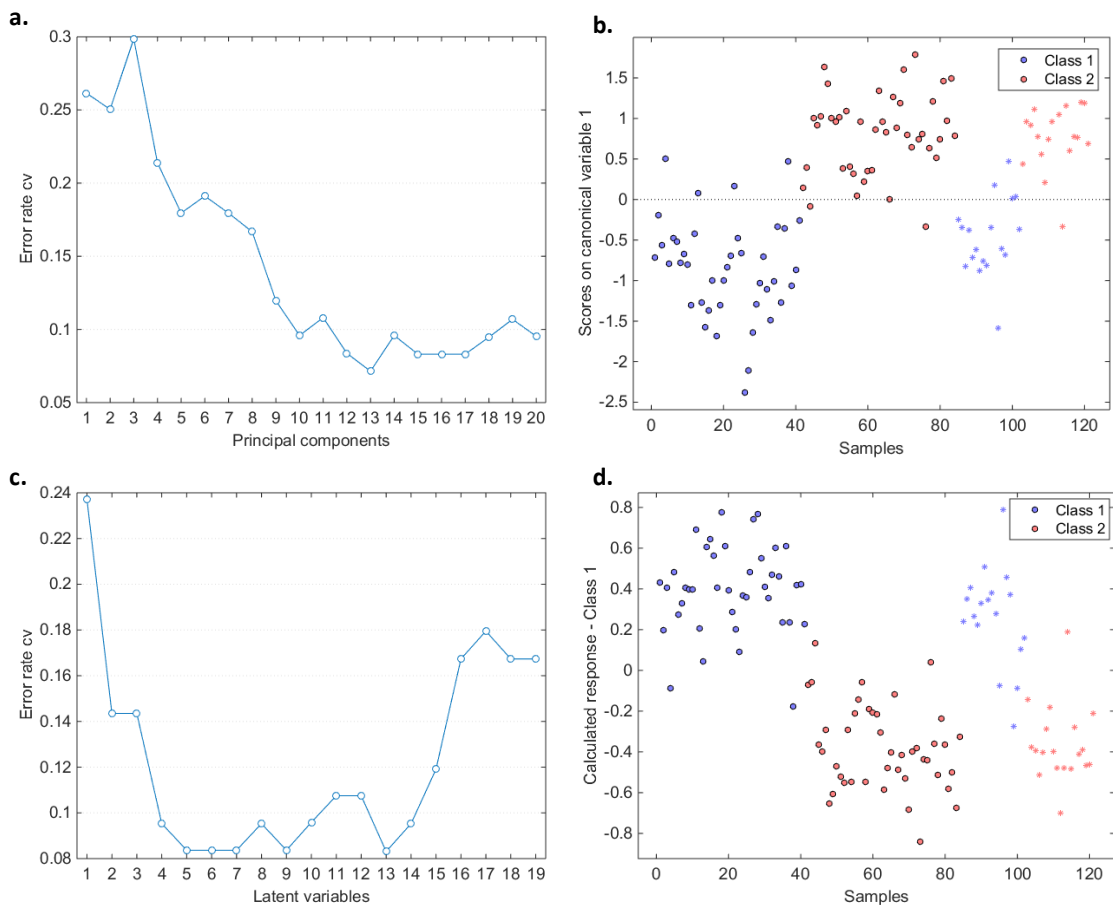 a.
0.3
0.25
0.2
0.15
0.1
0.05
Error rate cv
1 2 3 4 5 6 7 8 9 10 11 12 13 14 15 16 17 18 19 20
Principal components
b.
Class 1
Class 2
1.5
1
0.5
0
-0.5
-1
-1.5
-2
-2.5
Scores on canonical variable 1
0 20 40 60 80 100 120
Samples
c.
0.24
0.22
0.2
0.18
0.16
0.14
0.12
0.1
0.08
Error rate cv
1 2 3 4 5 6 7 8 9 10 11 12 13 14 15 16 17 18 19
Latent variables
d.
Class 1
Class 2
0.8
0.6
0.4
0.2
0
-0.2
-0.4
-0.6
-0.8
Calculated response - Class 1
0 20 40 60 80 100 120
Samples